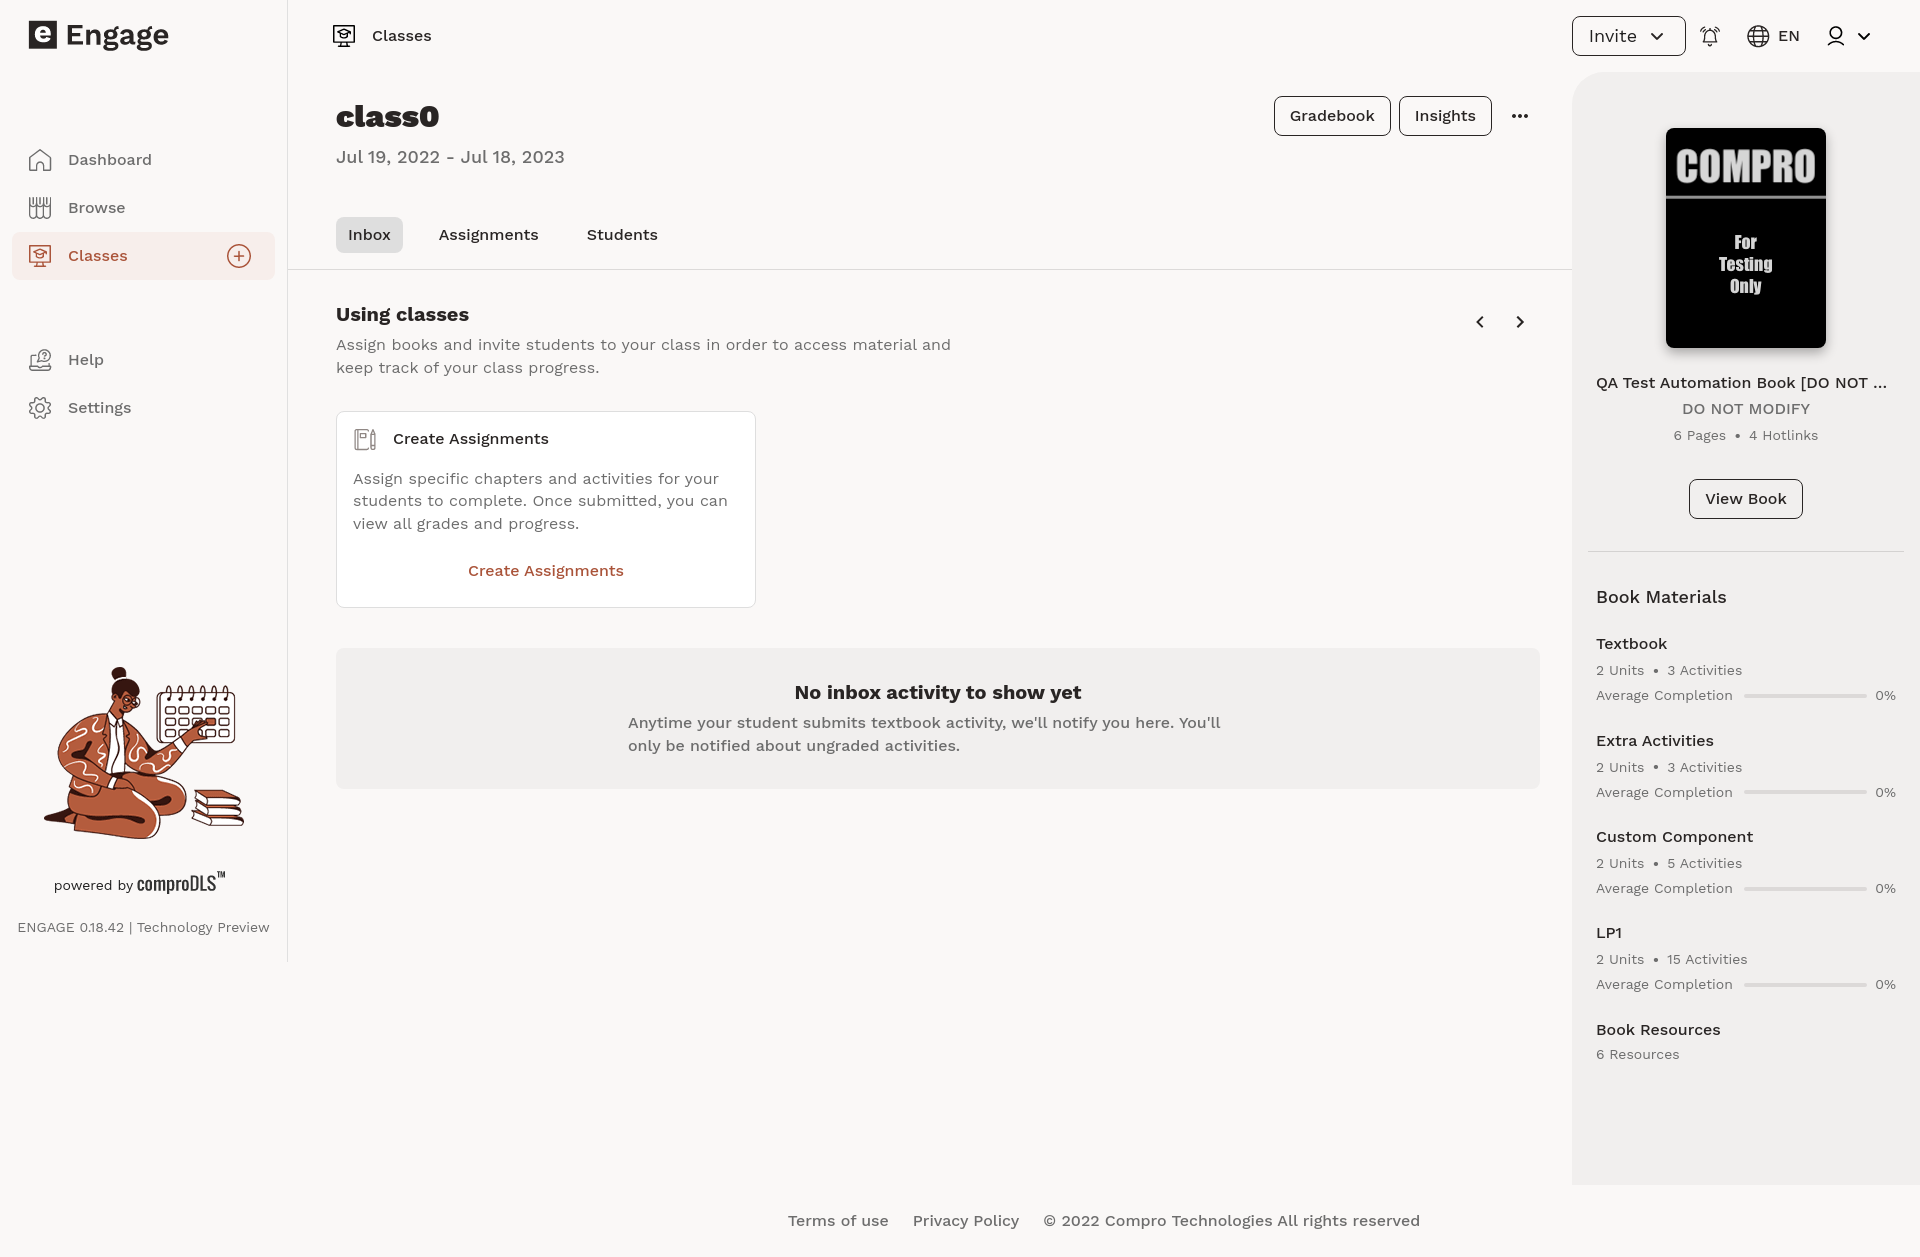 e Engage
Classes
Invite
EN
Dashboard
Browse
Classes
Help
Settings
powered by comproDLS™
ENGAGE 0.18.42 | Technology Preview
class0
Jul 19, 2022 - Jul 18, 2023
Gradebook
Insights
Inbox
Assignments
Students
Using classes
Assign books and invite students to your class in order to access material and
keep track of your class progress.
Create Assignments
Assign specific chapters and activities for your
students to complete. Once submitted, you can
view all grades and progress.
Create Assignments
No inbox activity to show yet
Anytime your student submits textbook activity, we'll notify you here. You'll
only be notified about ungraded activities.
COMPRO
For
Testing
Only
QA Test Automation Book [DO NOT ...
DO NOT MODIFY
6 Pages • 4 Hotlinks
View Book
Book Materials
Textbook
2 Units • 3 Activities
Average Completion 0%
Extra Activities
2 Units • 3 Activities
Average Completion 0%
Custom Component
2 Units • 5 Activities
Average Completion 0%
LP1
2 Units • 15 Activities
Average Completion 0%
Book Resources
6 Resources
Terms of use Privacy Policy © 2022 Compro Technologies All rights reserved